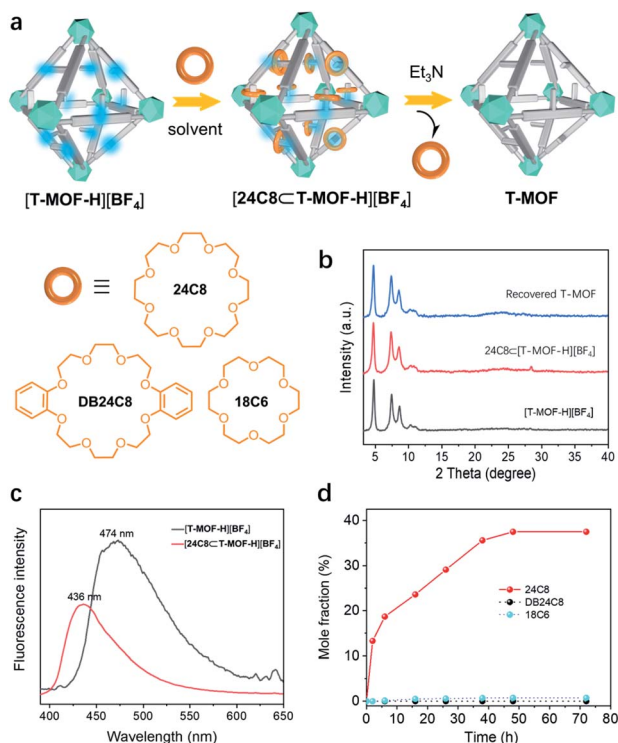 a
solvent
Et₃N
[T-MOF-H][BF₄]
[24C8⊂T-MOF-H][BF₄]
T-MOF
≡
24C8
O O O O O O O O
DB24C8
O O O O O O O O
18C6
O O O O O O
b
Intensity (a.u.)
Recovered T-MOF
24C8⊂[T-MOF-H][BF₄]
[T-MOF-H][BF₄]
5 10 15 20 25 30 35 40
2 Theta (degree)
c
Fluorescence intensity
474 nm
436 nm
[T-MOF-H][BF₄]
[24C8⊂T-MOF-H][BF₄]
400 450 500 550 600 650
Wavelength (nm)
d
Mole fraction (%)
40
30
20
10
0
24C8
DB24C8
18C6
0 10 20 30 40 50 60 70 80
Time (h)